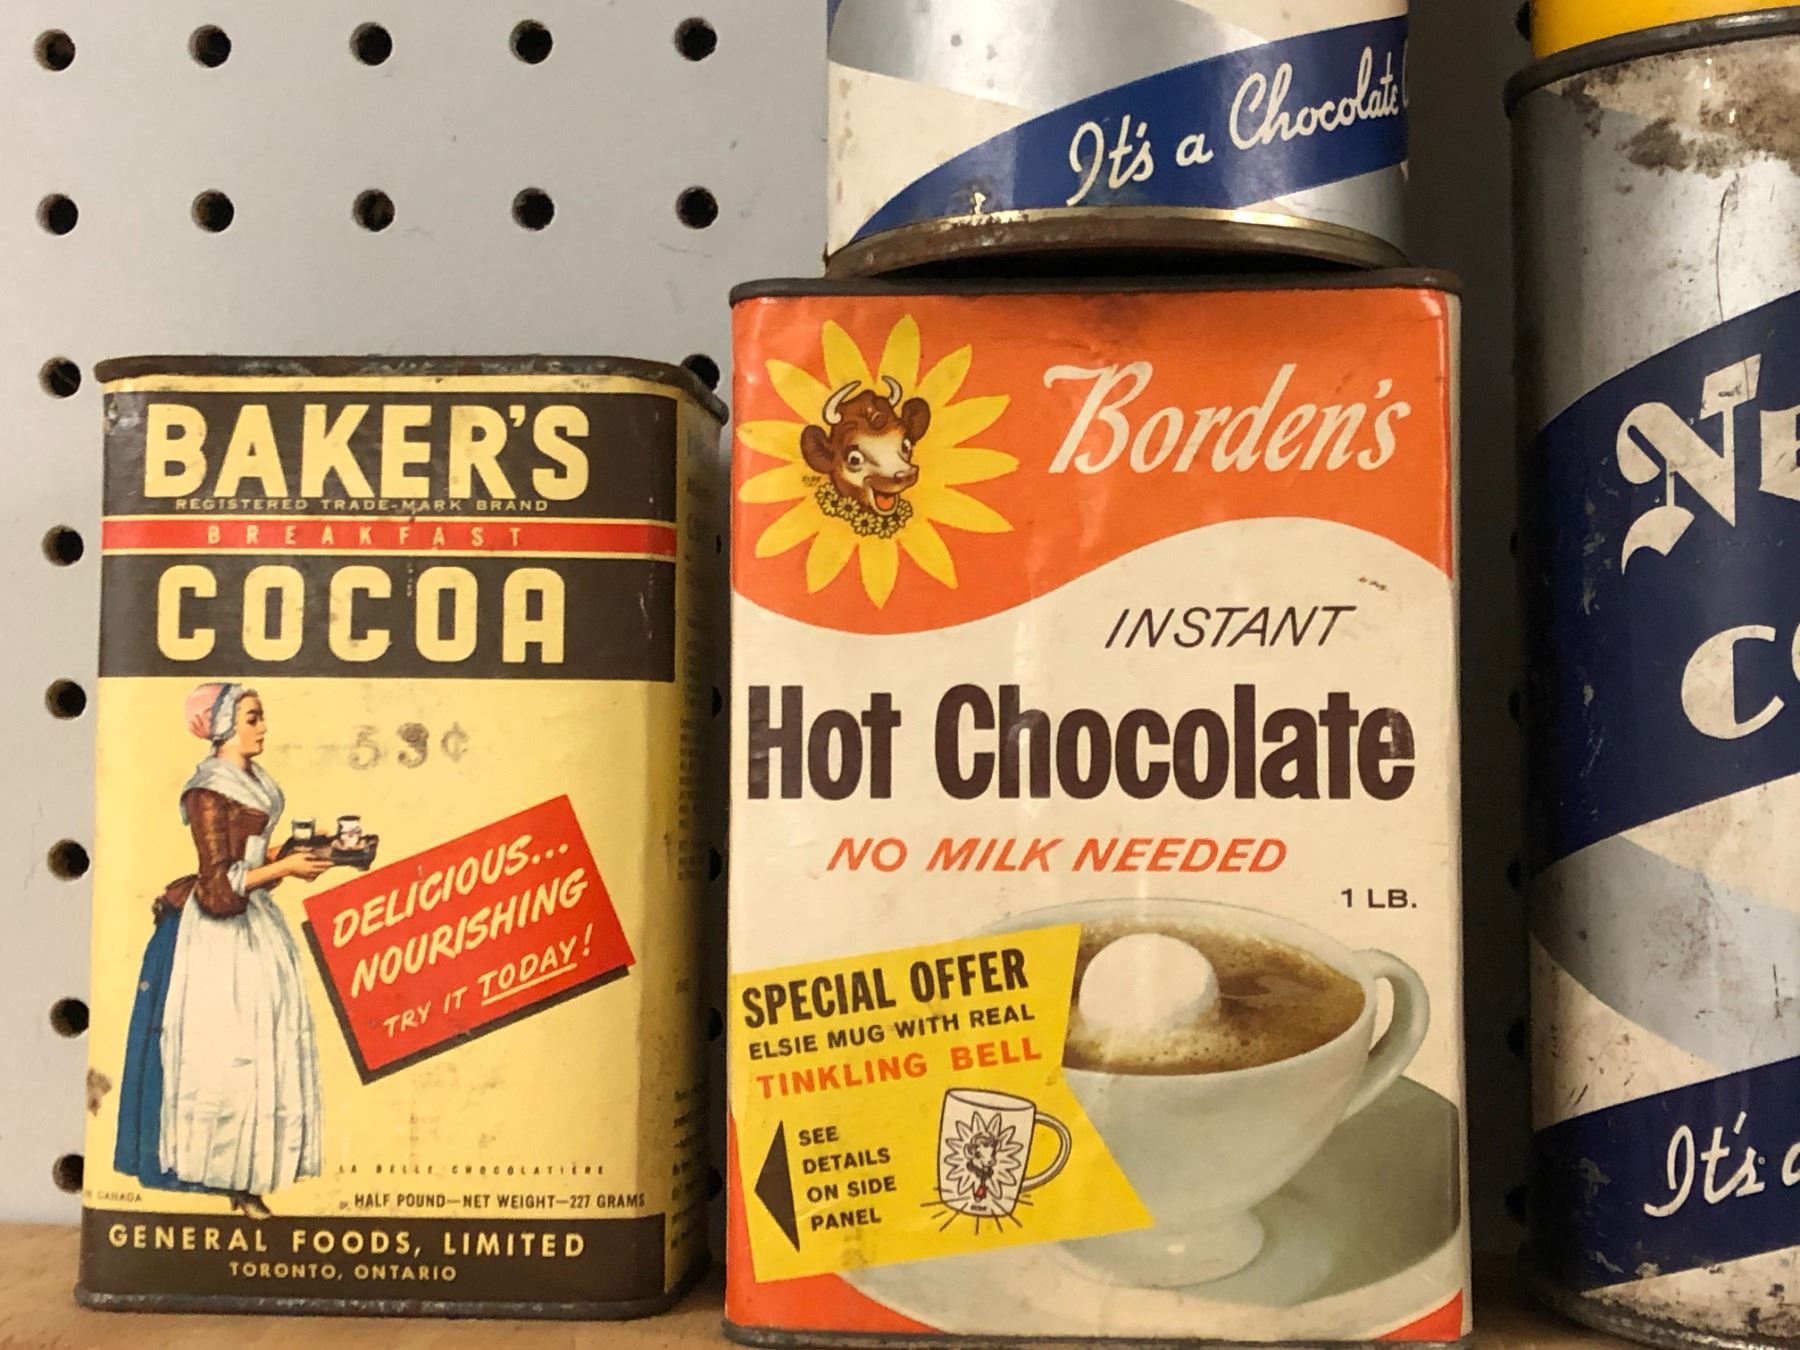 It's a Chocolate
BAKER'S
REGISTERED TRADE-MARK BRAND
BREAKFAST
COCOA
53¢
DELICIOUS...
NOURISHING
TRY IT TODAY!
LA BELLE CHOCOLATIÈRE
HALF POUND—NET WEIGHT—227 GRAMS
GENERAL FOODS, LIMITED
TORONTO, ONTARIO
Borden's
INSTANT
Hot Chocolate
NO MILK NEEDED
1 LB.
SPECIAL OFFER
ELSIE MUG WITH REAL
TINKLING BELL
SEE
DETAILS
ON SIDE
PANEL
It's